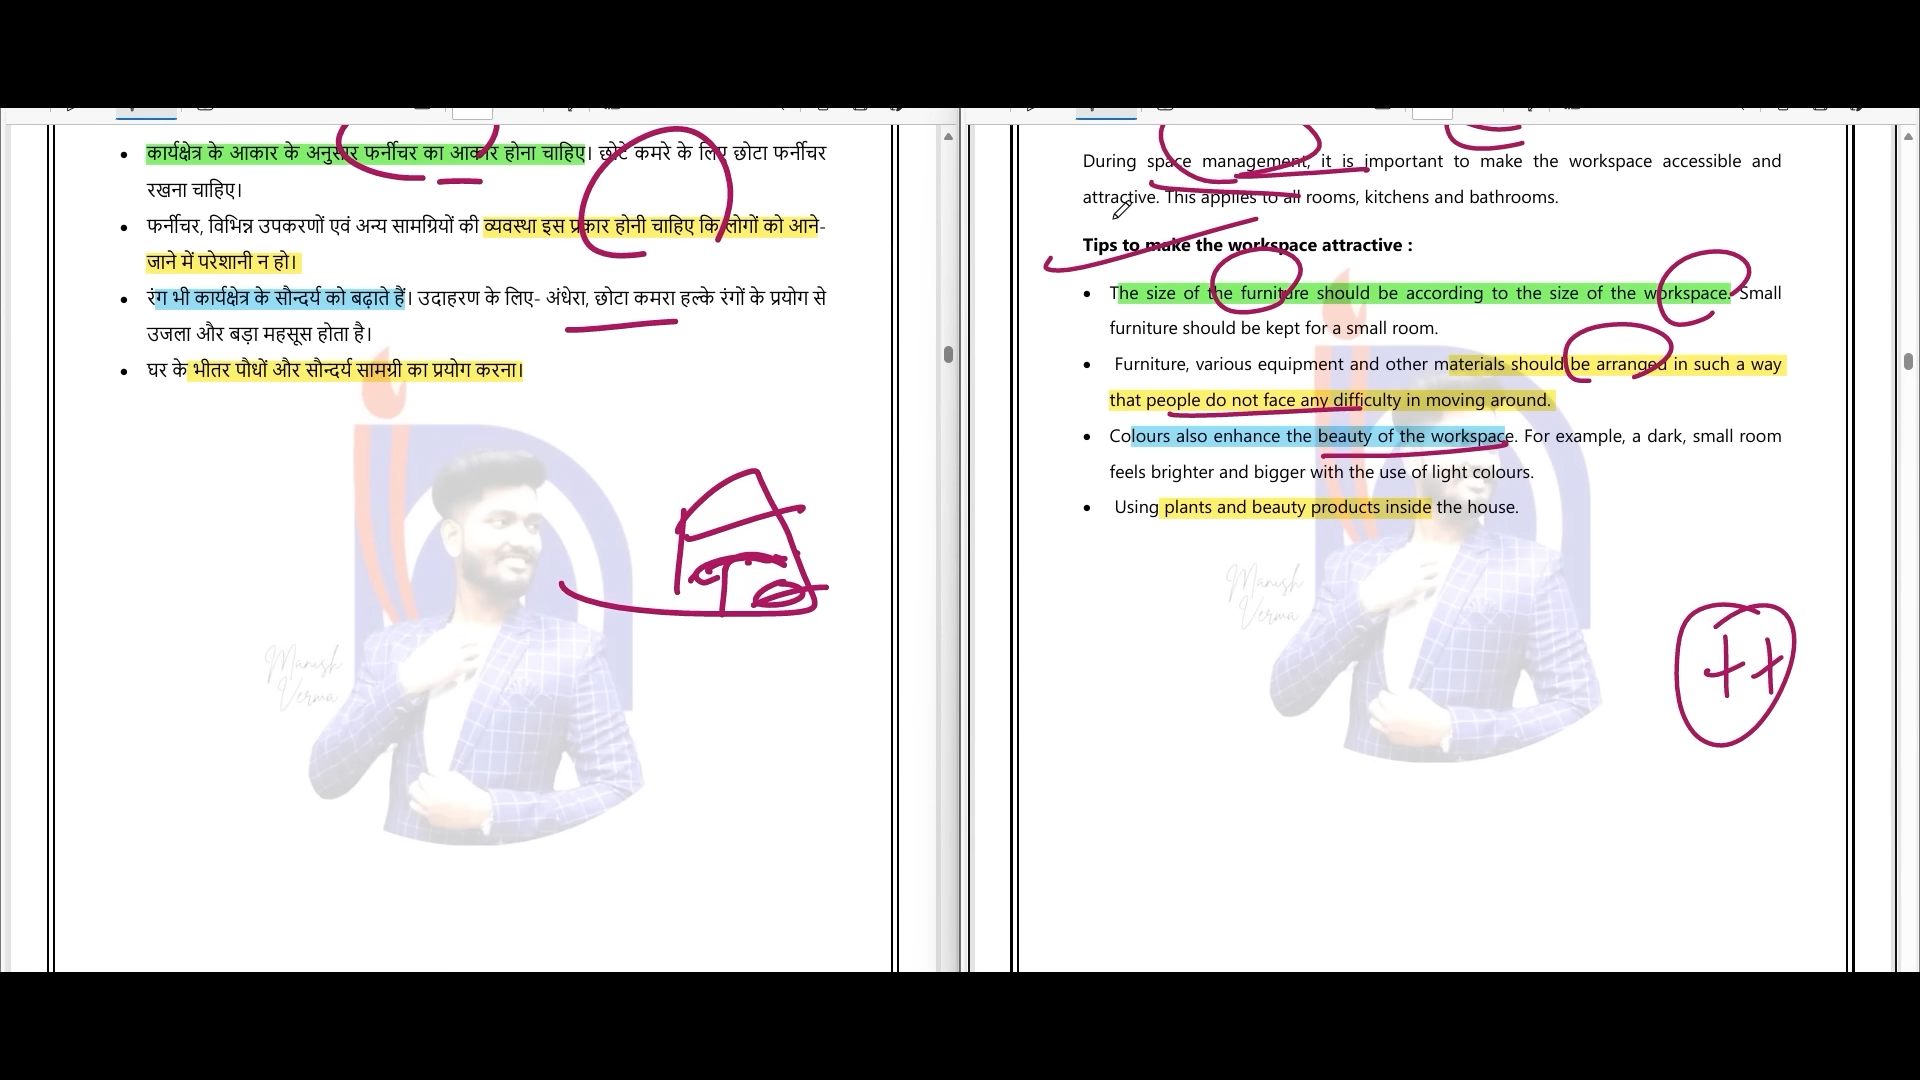 कार्यक्षेत्र के आकार के अनुसार फर्नीचर का आकार होना चाहिए। छोटे कमरे के लिए छोटा फर्नीचर
रखना चाहिए।
फर्नीचर, विभिन्न उपकरणों एवं अन्य सामग्रियों की व्यवस्था इस प्रकार होनी चाहिए कि लोगों को आने-
जाने में परेशानी न हो।
रंग भी कार्यक्षेत्र के सौन्दर्य को बढ़ाते हैं। उदाहरण के लिए- अंधेरा, छोटा कमरा हल्के रंगों के प्रयोग से
उजला और बड़ा महसूस होता है।
घर के भीतर पौधों और सौन्दर्य सामग्री का प्रयोग करना।
Manish
Verma
During space management, it is important to make the workspace accessible and
attractive. This applies to all rooms, kitchens and bathrooms.
Tips to make the workspace attractive :
The size of the furniture should be according to the size of the workspace. Small
furniture should be kept for a small room.
Furniture, various equipment and other materials should be arranged in such a way
that people do not face any difficulty in moving around.
Colours also enhance the beauty of the workspace. For example, a dark, small room
feels brighter and bigger with the use of light colours.
Using plants and beauty products inside the house.
Manish
Verma
++